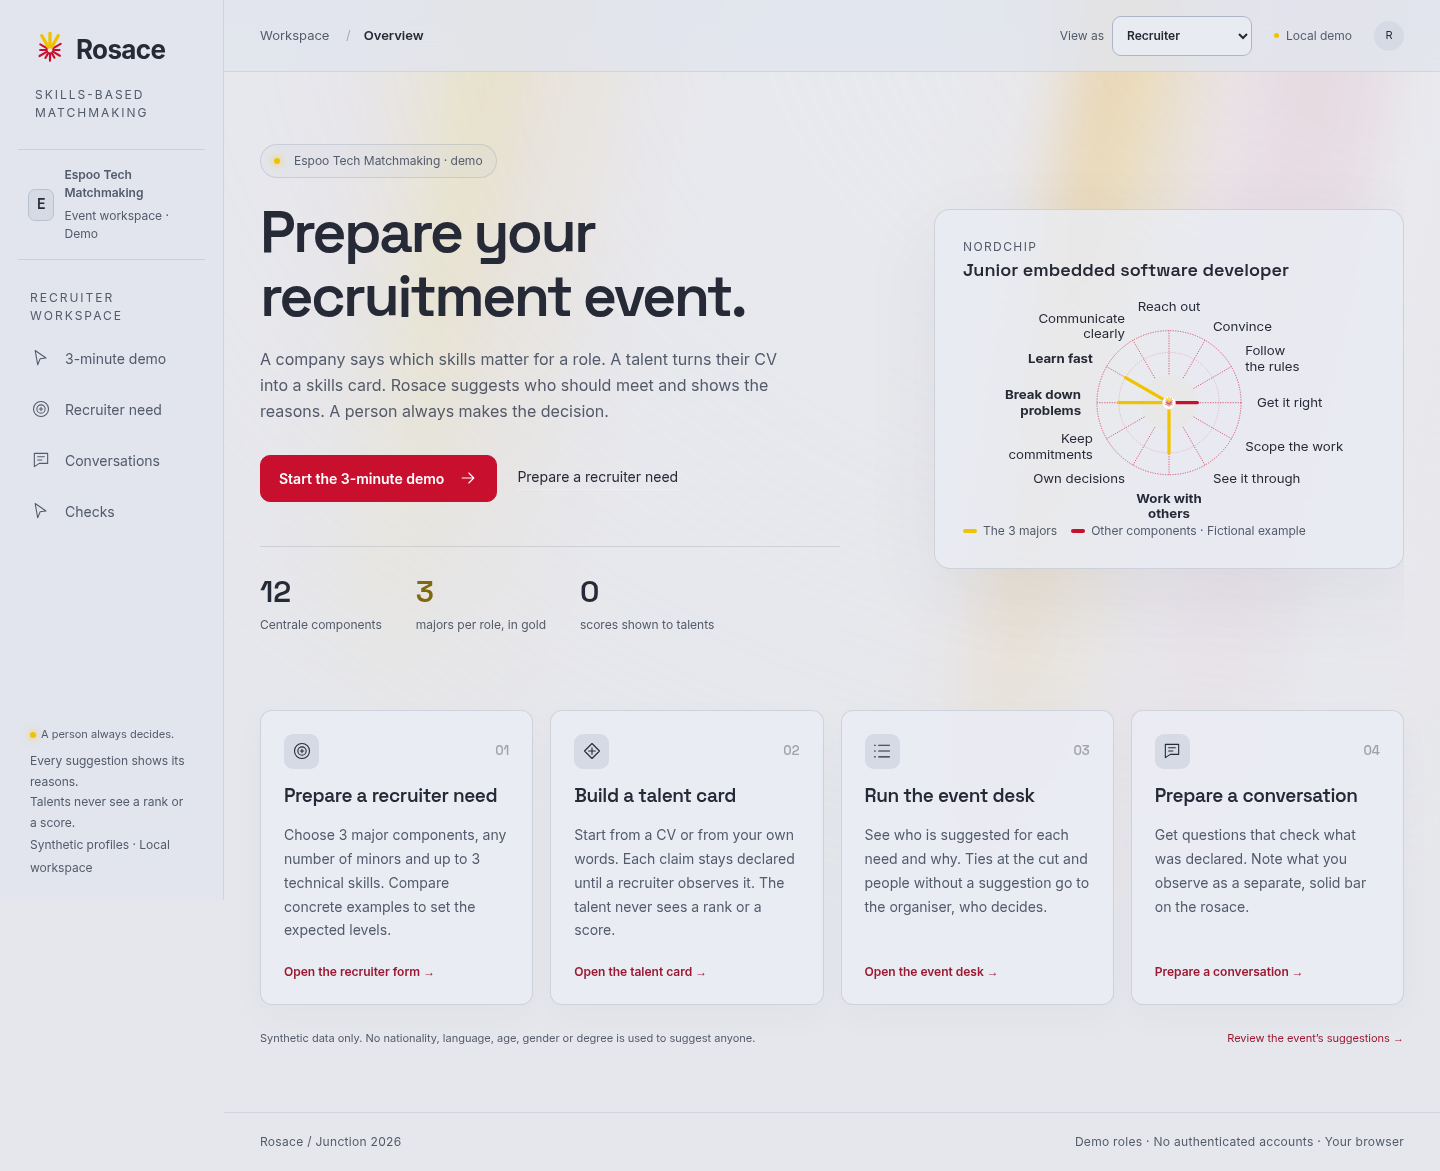 Rosace
SKILLS-BASED
MATCHMAKING
E
Espoo Tech
Matchmaking
Event workspace ·
Demo
RECRUITER
WORKSPACE
3-minute demo
Recruiter need
Conversations
Checks
A person always decides.
Every suggestion shows its
reasons.
Talents never see a rank or
a score.
Synthetic profiles · Local
workspace
Workspace / Overview
View as
Recruiter
Local demo
R
Espoo Tech Matchmaking · demo
Prepare your
recruitment event.
A company says which skills matter for a role. A talent turns their CV
into a skills card. Rosace suggests who should meet and shows the
reasons. A person always makes the decision.
Start the 3-minute demo →
Prepare a recruiter need
12
Centrale components
3
majors per role, in gold
0
scores shown to talents
NORDCHIP
Junior embedded software developer
Reach out
Convince
Follow
the rules
Get it right
Scope the work
See it through
Work with
others
Own decisions
Keep
commitments
Break down
problems
Learn fast
Communicate
clearly
The 3 majors
Other components · Fictional example
01
Prepare a recruiter need
Choose 3 major components, any
number of minors and up to 3
technical skills. Compare
concrete examples to set the
expected levels.
Open the recruiter form →
02
Build a talent card
Start from a CV or from your own
words. Each claim stays declared
until a recruiter observes it. The
talent never sees a rank or a
score.
Open the talent card →
03
Run the event desk
See who is suggested for each
need and why. Ties at the cut and
people without a suggestion go to
the organiser, who decides.
Open the event desk →
04
Prepare a conversation
Get questions that check what
was declared. Note what you
observe as a separate, solid bar
on the rosace.
Prepare a conversation →
Synthetic data only. No nationality, language, age, gender or degree is used to suggest anyone.
Review the event's suggestions →
Rosace / Junction 2026
Demo roles · No authenticated accounts · Your browser